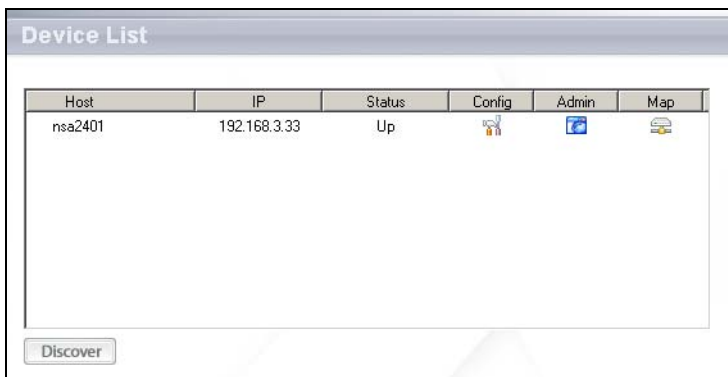 Device List
Host IP Status Config Admin Map
nsa2401 192.168.3.33 Up
Discover